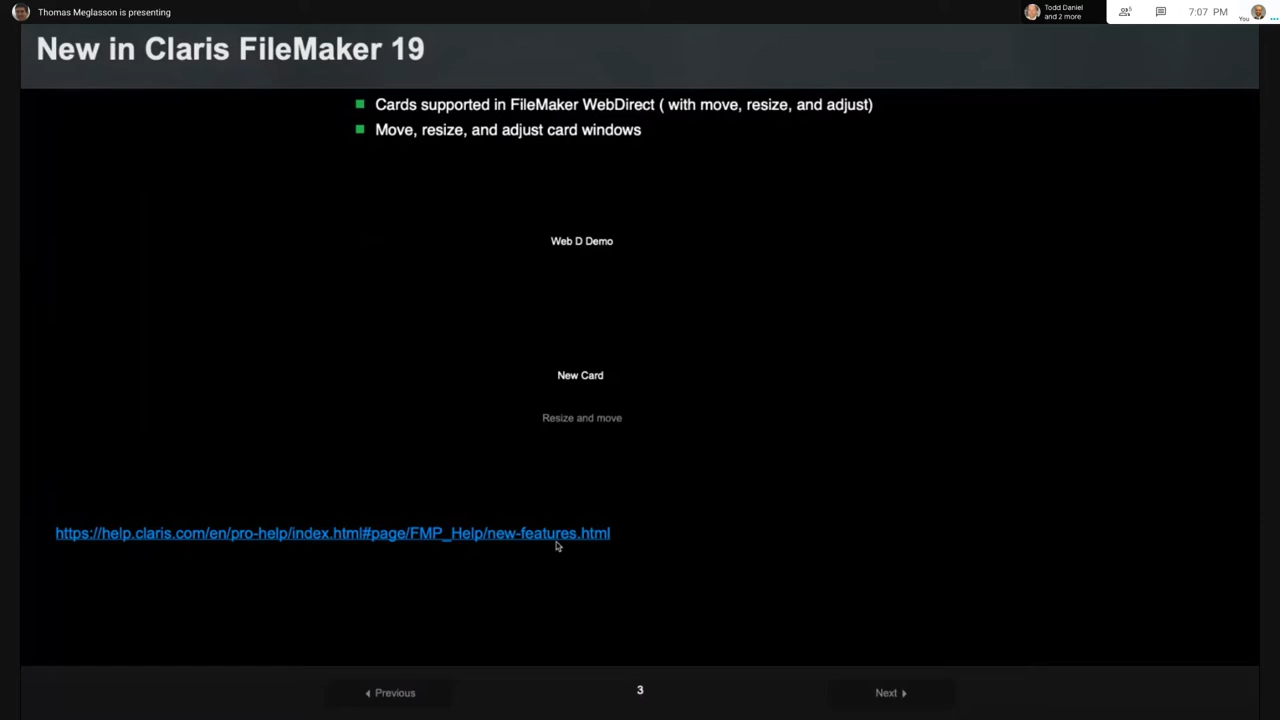 Thomas Meglasson is presenting
Todd Daniel
and 2 more
5
7:07 PM
You
New in Claris FileMaker 19
Cards supported in FileMaker WebDirect ( with move, resize, and adjust)
Move, resize, and adjust card windows
Web D Demo
New Card
Resize and move
https://help.claris.com/en/pro-help/index.html#page/FMP_Help/new-features.html
Previous
3
Next